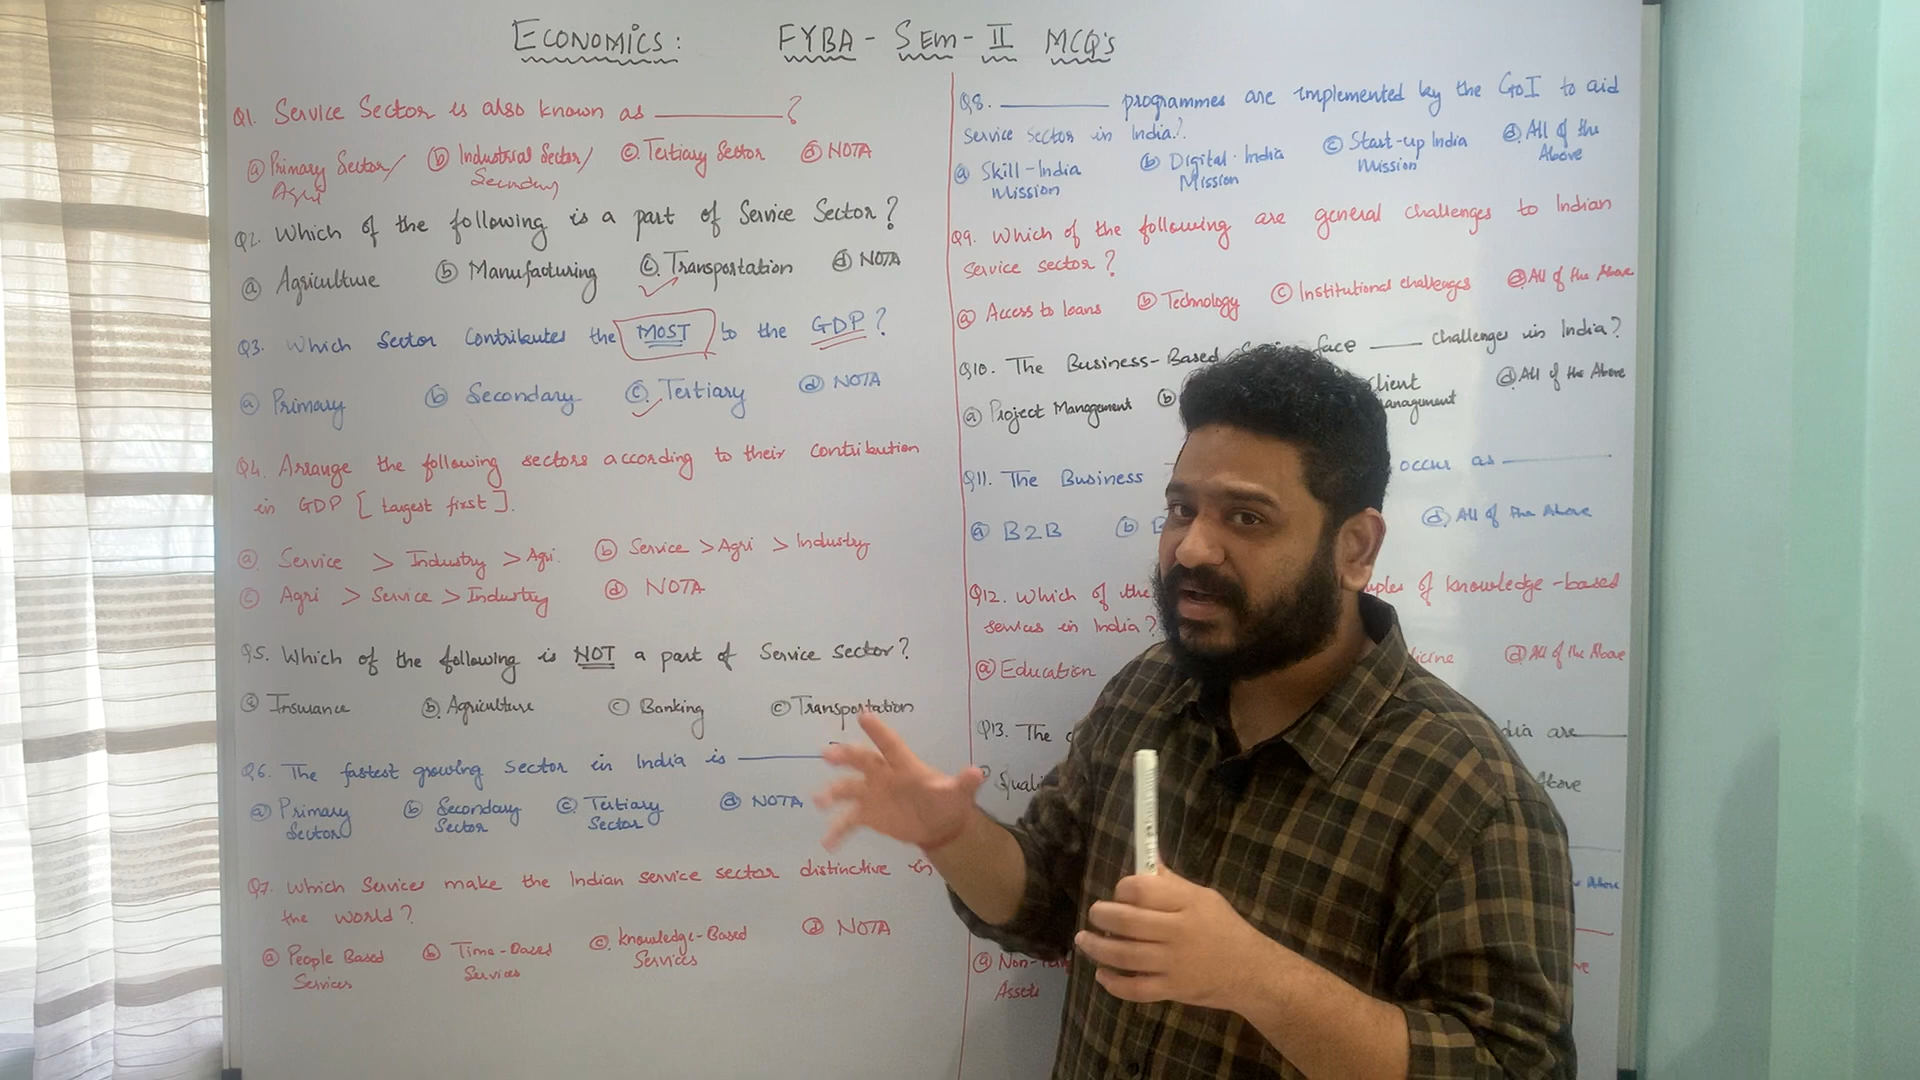 ECONOMICS: FYBA - SEM - II MCQ's
Q1. Service Sector is also known as ________?
ⓐ Primary Sector/ ⓑ Industrial Sector/ ⓒ. Tertiary Sector ⓓ NOTA
Agri Secondary
Q2. Which of the following is a part of Service Sector?
ⓐ Agriculture ⓑ Manufacturing ⓒ. Transportation ⓓ NOTA
Q3. Which Sector Contributes the MOST to the GDP?
ⓐ Primary ⓑ Secondary ⓒ. Tertiary ⓓ NOTA
Q4. Arrange the following sectors according to their contribution
in GDP [Largest first].
ⓐ Service > Industry > Agri. ⓑ Service > Agri > Industry
ⓒ Agri > Service > Industry ⓓ NOTA
Q5. Which of the following is NOT a part of Service sector?
ⓐ Insurance ⓑ. Agriculture ⓒ Banking ⓒ Transportation
Q6. The fastest growing sector in India is ________
ⓐ Primary ⓑ Secondary ⓒ Tertiary ⓓ NOTA
Sector Sector Sector
Q7. Which Services make the Indian service sector distinctive in
the world?
ⓐ People Based ⓑ Time-Based ⓒ. Knowledge-Based ⓓ NOTA
Services Services Services
Q8. ________ programmes are implemented by the GoI to aid
Service Sector in India?
ⓐ Skill-India ⓑ Digital-India ⓒ Start-up India ⓓ All of the
Mission Mission Mission Above
Q9. Which of the following are general challenges to Indian
service sector?
ⓐ Access to loans ⓑ Technology ⓒ Institutional challenges ⓓ All of the Above
Q10. The Business-Based face ____ challenges in India?
ⓐ Project Management ⓑ Client ⓓ. All of the Above
Management
Q11. The Business occur as ________
ⓐ B2B ⓑ ⓓ. All of the Above
Q12. Which of the of knowledge-based
services in India?
ⓐ Education ⓓ All of the Above
Q13. The are____
Above
Above
ⓐ Non-
Assets